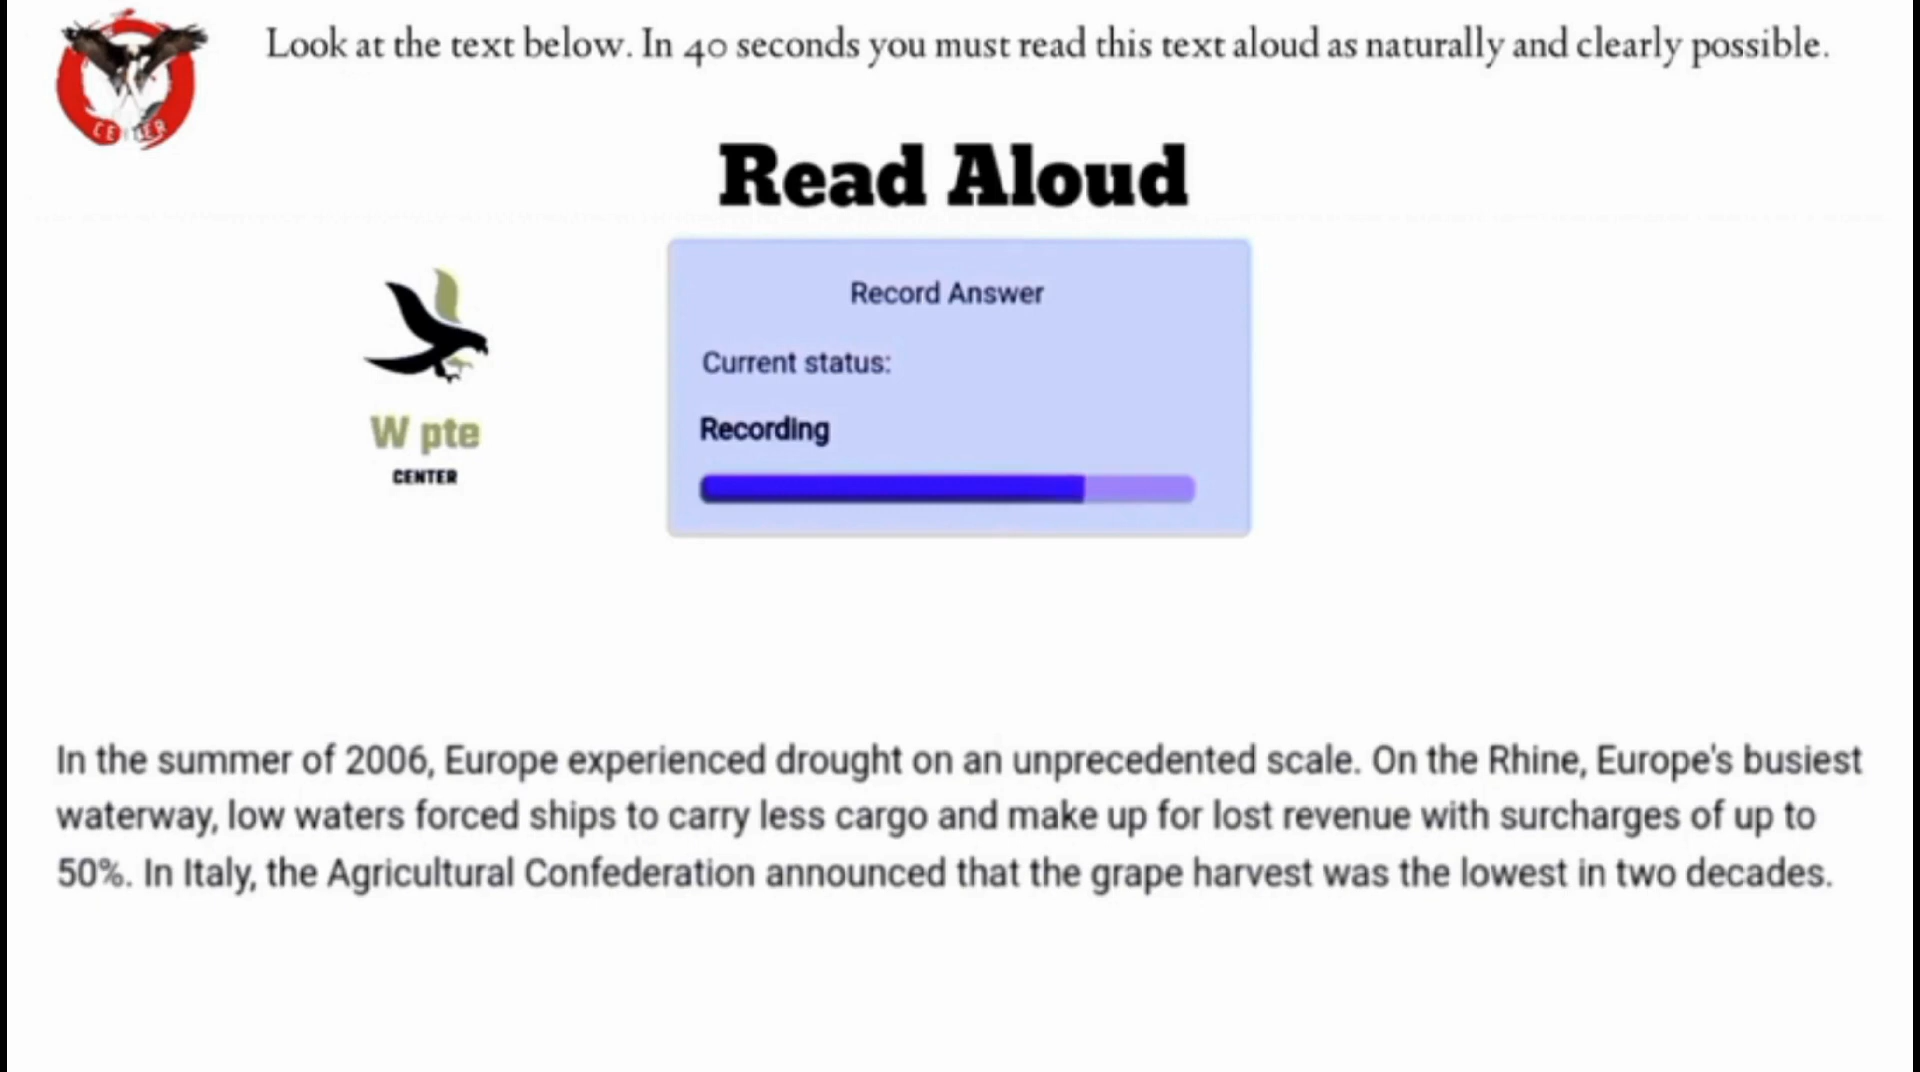 Look at the text below. In 40 seconds you must read this text aloud as naturally and clearly possible.
CENTER
Read Aloud
Record Answer
Current status:
Recording
W pte
CENTER
In the summer of 2006, Europe experienced drought on an unprecedented scale. On the Rhine, Europe's busiest
waterway, low waters forced ships to carry less cargo and make up for lost revenue with surcharges of up to
50%. In Italy, the Agricultural Confederation announced that the grape harvest was the lowest in two decades.